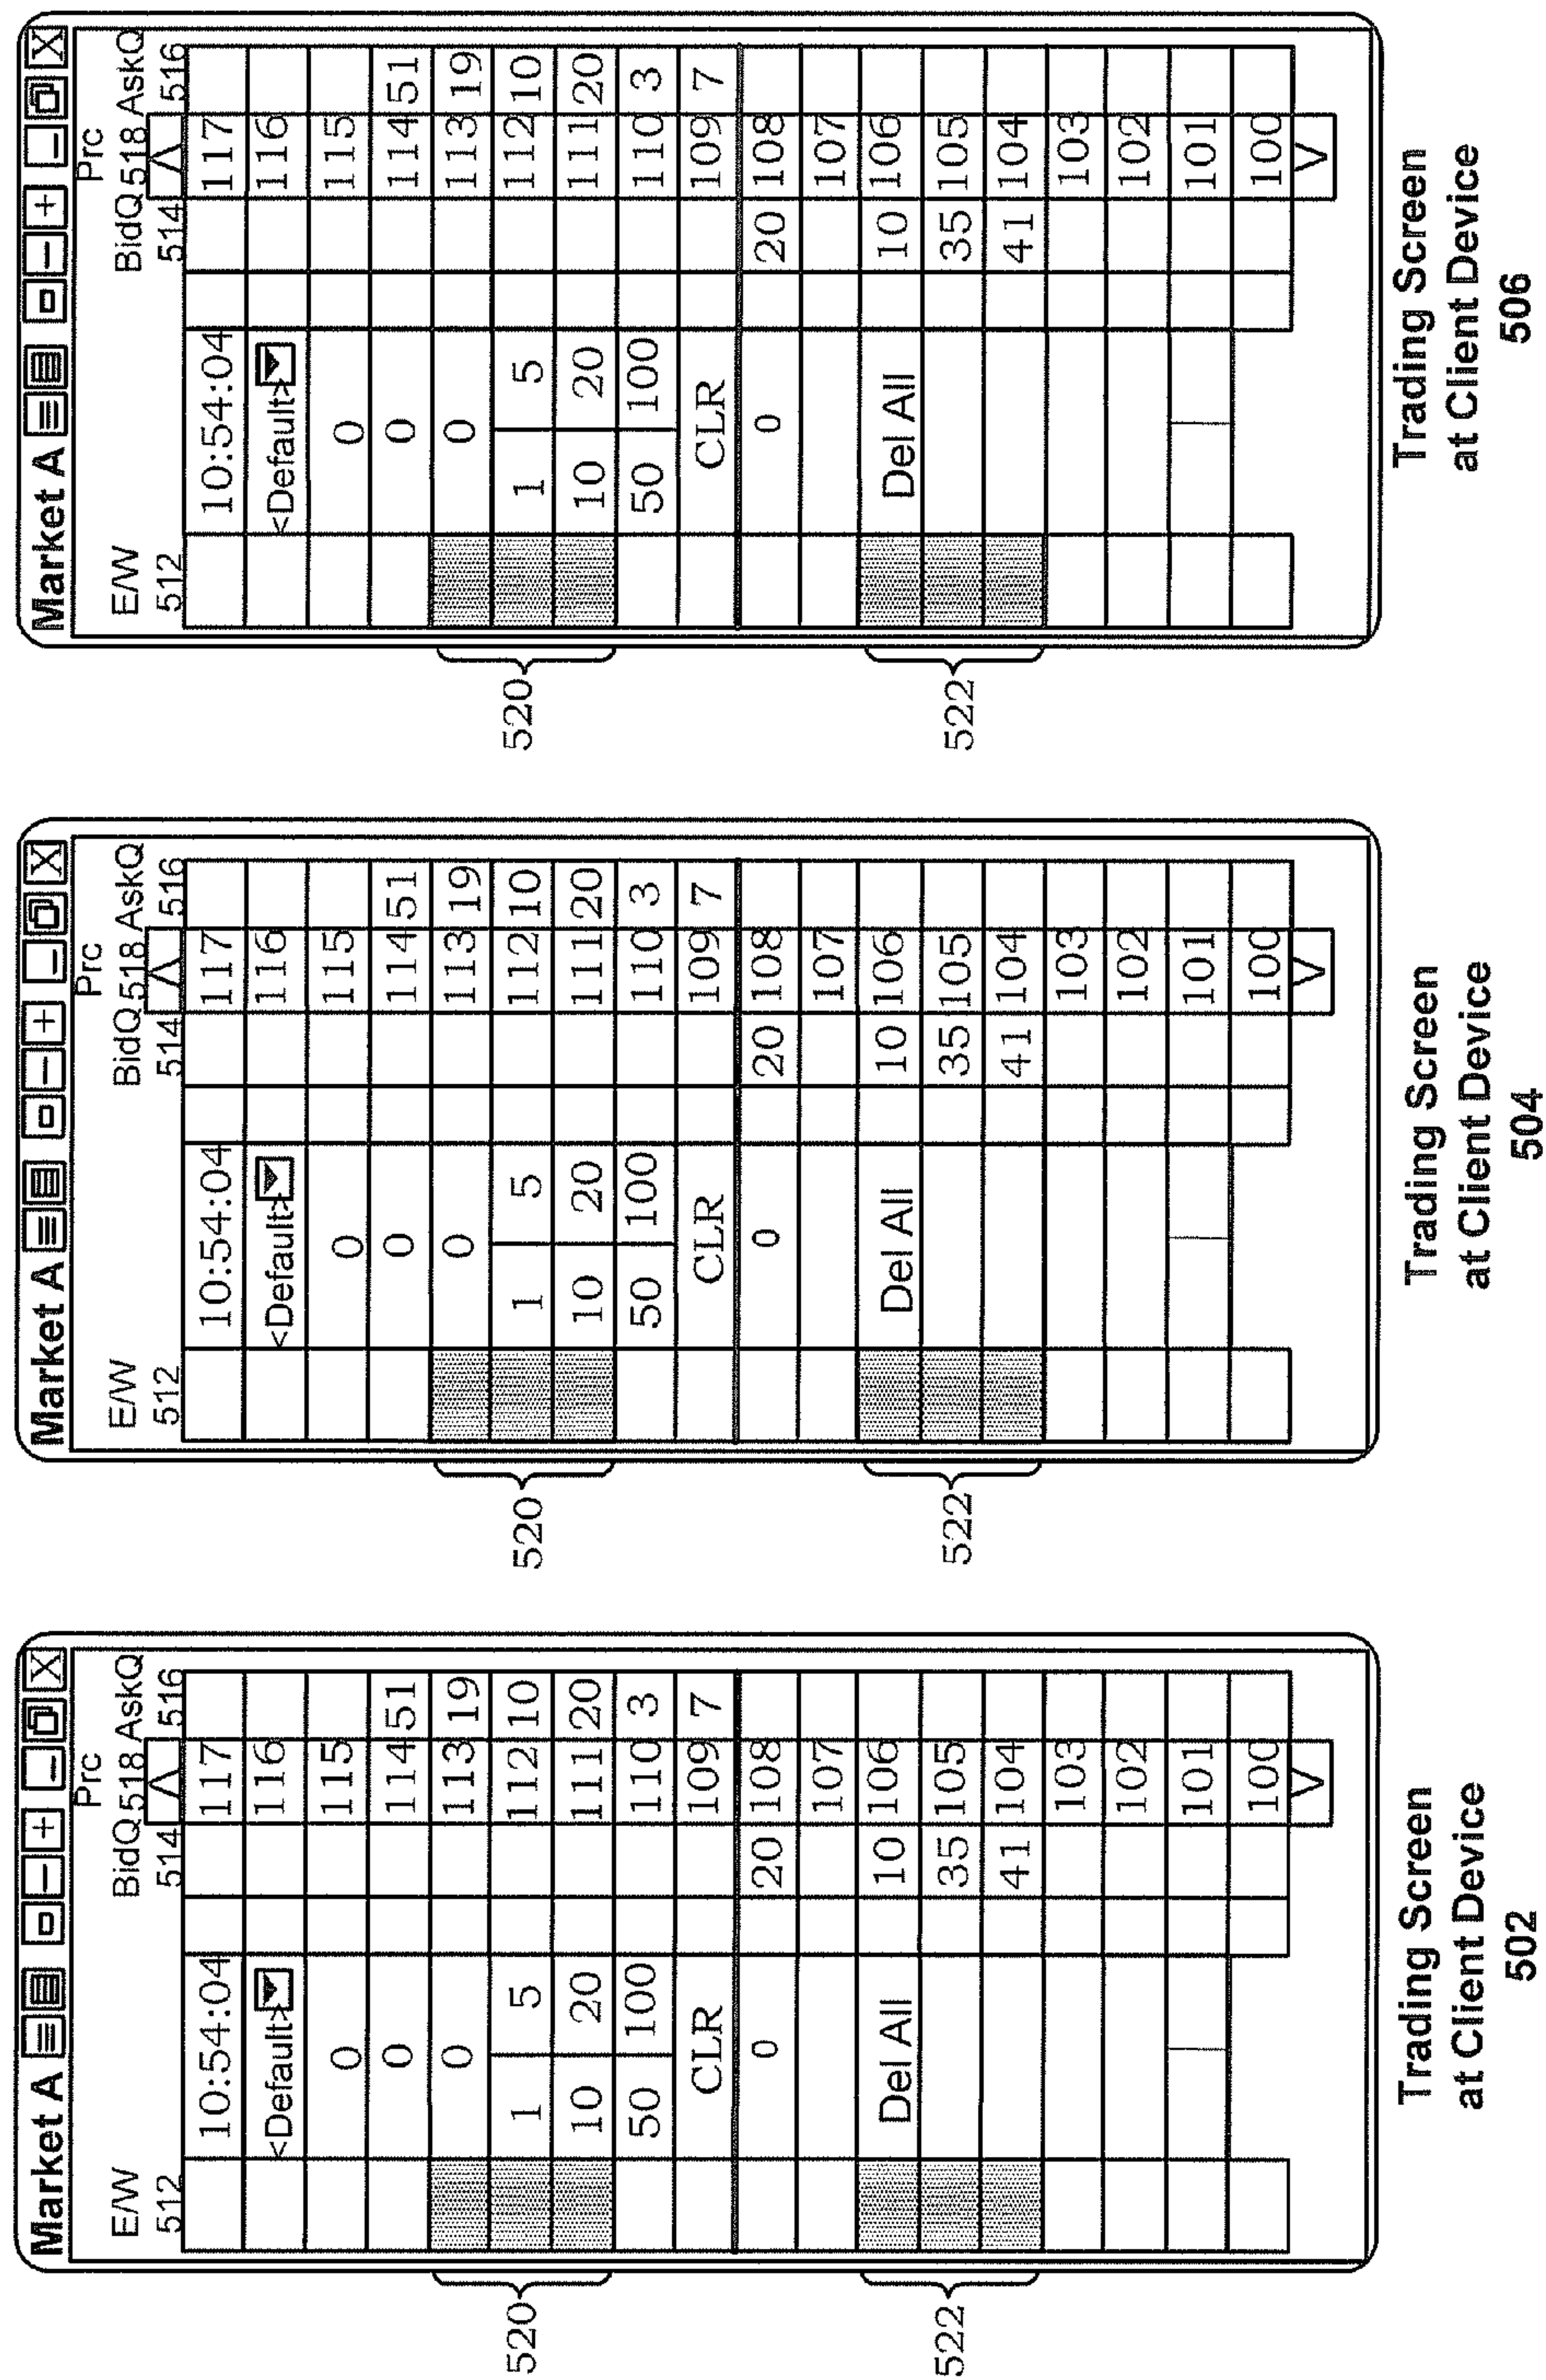 Market A − + _ X
Prc
E/W BidQ AskQ
512 514 518 516
10:54:04 117
<Default> 116
0 115
0 114 51
0 113 19
520 1 5 112 10
10 20 111 20
50 100 110 3
CLR 109 7
0 20 108
107
Del All 10 106
522 35 105
41 104
103
102
101
100
Trading Screen
at Client Device
502
Market A − + _ X
Prc
E/W BidQ AskQ
512 514 518 516
10:54:04 117
<Default> 116
0 115
0 114 51
0 113 19
520 1 5 112 10
10 20 111 20
50 100 110 3
CLR 109 7
0 20 108
107
Del All 10 106
522 35 105
41 104
103
102
101
100
Trading Screen
at Client Device
504
Market A − + _ X
Prc
E/W BidQ AskQ
512 514 518 516
10:54:04 117
<Default> 116
0 115
0 114 51
0 113 19
520 1 5 112 10
10 20 111 20
50 100 110 3
CLR 109 7
0 20 108
107
Del All 10 106
522 35 105
41 104
103
102
101
100
Trading Screen
at Client Device
506